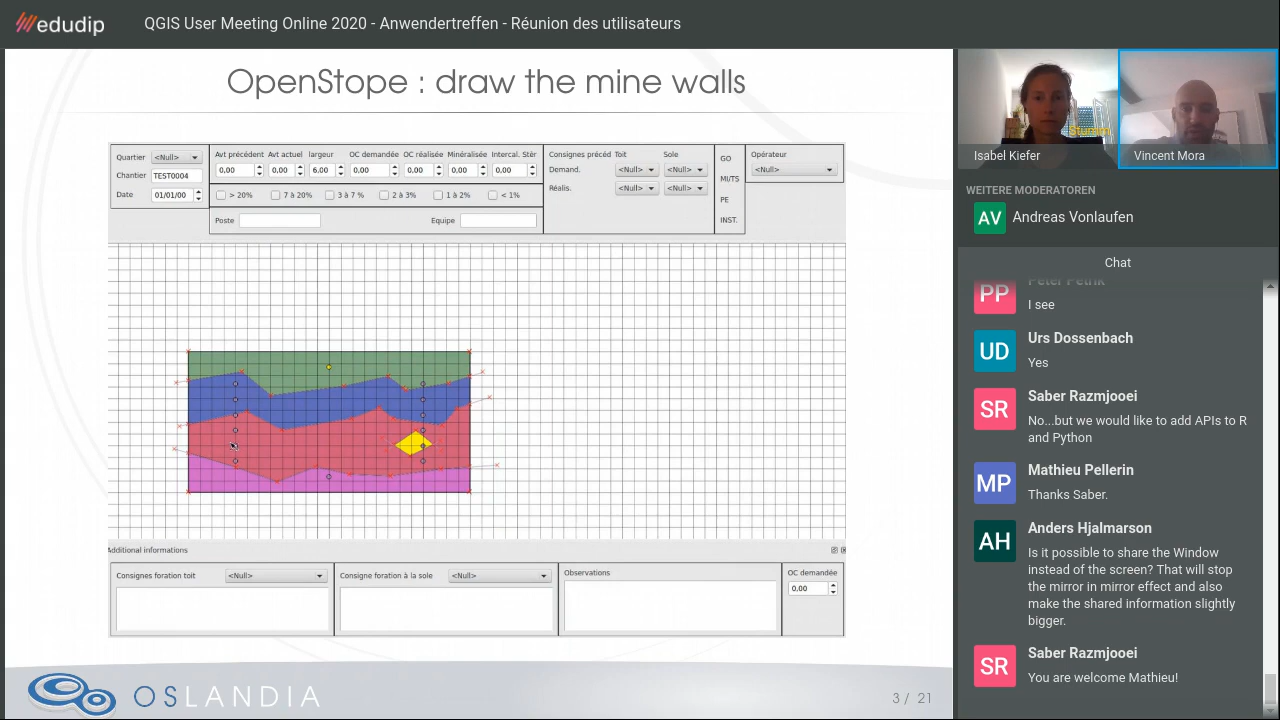 edudip
QGIS User Meeting Online 2020 - Anwendertreffen - Réunion des utilisateurs
OpenStope : draw the mine walls
Quartier <Null>
Chantier TEST0004
Date 01/01/00
Avt précédent Avt actuel largeur OC demandée OC réalisée Minéralisée Intercal. Stér
0,00 0,00 6.00 0,00 0,00 0,00 0,00
> 20% 7 à 20% 3 à 7 % 2 à 3% 1 à 2% < 1%
Poste Equipe
Consignes précéd Toit Sole
Demand. <Null> <Null>
Réalis. <Null> <Null>
GO
MI/TS
PE
INST.
Opérateur
<Null>
Additional informations
Consignes foration toit <Null>
Consigne foration à la sole <Null>
Observations
OC demandée
0,00
OSLANDIA
3 / 21
Stumm
Isabel Kiefer
Vincent Mora
WEITERE MODERATOREN
AV Andreas Vonlaufen
Chat
PP Peter Petrik
I see
UD Urs Dossenbach
Yes
SR Saber Razmjooei
No...but we would like to add APIs to R
and Python
MP Mathieu Pellerin
Thanks Saber.
AH Anders Hjalmarson
Is it possible to share the Window
instead of the screen? That will stop
the mirror in mirror effect and also
make the shared information slightly
bigger.
SR Saber Razmjooei
You are welcome Mathieu!